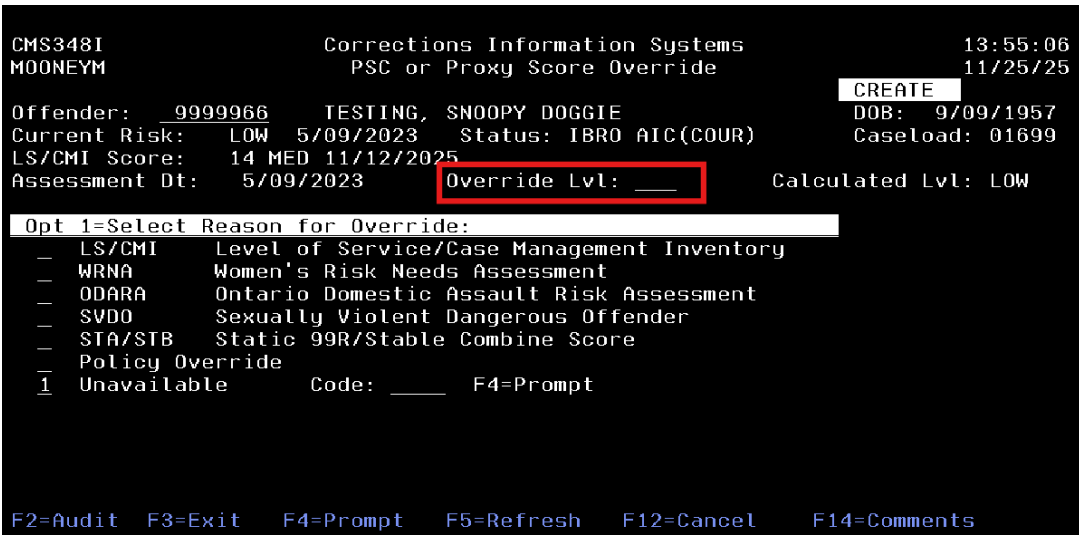 CMS348I Corrections Information Systems 13:55:06
MOONEYM PSC or Proxy Score Override 11/25/25
CREATE
Offender: 9999966 TESTING, SNOOPY DOGGIE DOB: 9/09/1957
Current Risk: LOW 5/09/2023 Status: IBRO AIC(COUR) Caseload: 01699
LS/CMI Score: 14 MED 11/12/2025
Assessment Dt: 5/09/2023 Override Lvl: ___ Calculated Lvl: LOW
Opt 1=Select Reason for Override:
_ LS/CMI Level of Service/Case Management Inventory
_ WRNA Women's Risk Needs Assessment
_ ODARA Ontario Domestic Assault Risk Assessment
_ SVDO Sexually Violent Dangerous Offender
_ STA/STB Static 99R/Stable Combine Score
_ Policy Override
1 Unavailable Code: ____ F4=Prompt
F2=Audit F3=Exit F4=Prompt F5=Refresh F12=Cancel F14=Comments